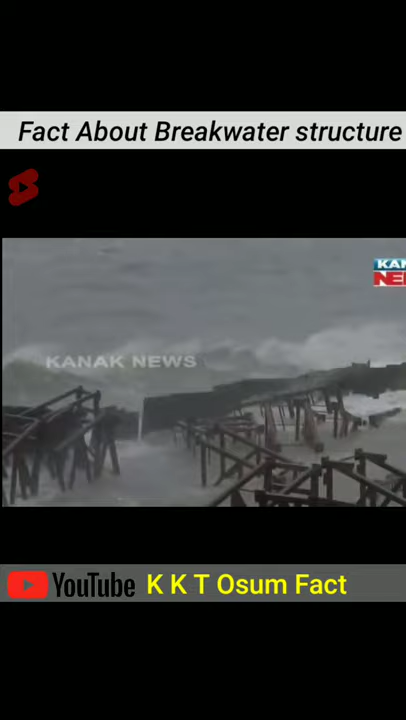 Fact About Breakwater structure
KANAK NEWS
YouTube K K T Osum Fact